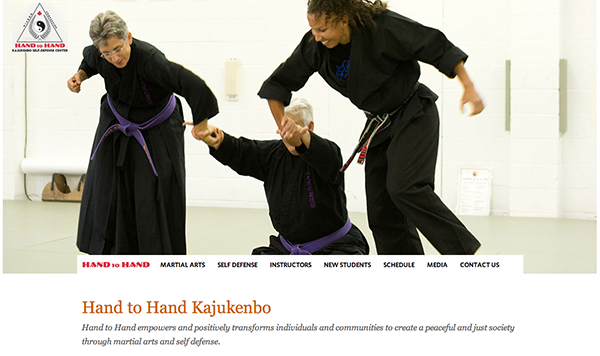 HAND to HAND
KAJUKENBO SELF-DEFENSE CENTER
HAND to HAND MARTIAL ARTS SELF DEFENSE INSTRUCTORS NEW STUDENTS SCHEDULE MEDIA CONTACT US
Hand to Hand Kajukenbo
Hand to Hand empowers and positively transforms individuals and communities to create a peaceful and just society
through martial arts and self defense.